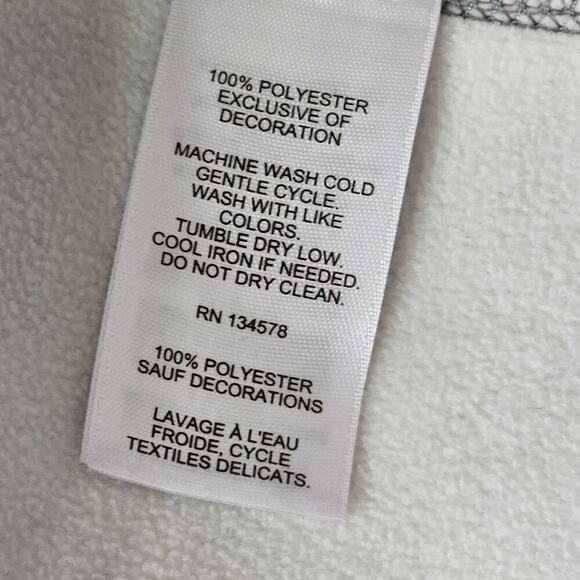 100% POLYESTER
EXCLUSIVE OF
DECORATION
MACHINE WASH COLD
GENTLE CYCLE.
WASH WITH LIKE
COLORS.
TUMBLE DRY LOW.
COOL IRON IF NEEDED.
DO NOT DRY CLEAN.
RN 134578
100% POLYESTER
SAUF DECORATIONS
LAVAGE À L'EAU
FROIDE, CYCLE
TEXTILES DELICATS.